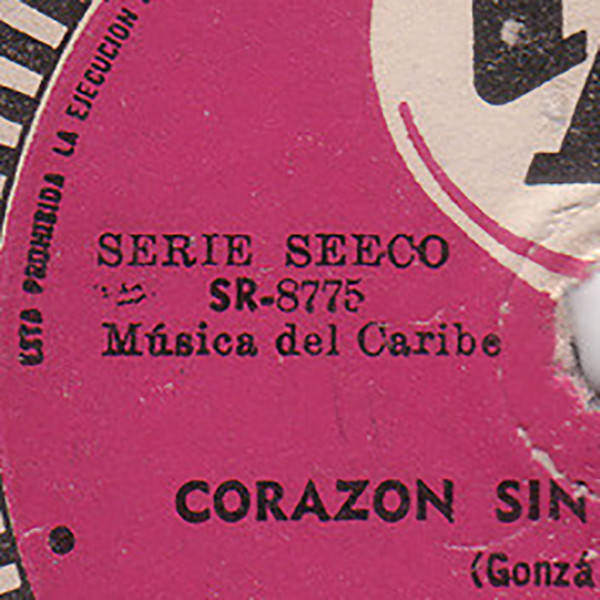 ESTA PROHIBIDA LA EJECUCION
SERIE SEECO
SR-8775
Música del Caribe
CORAZON SIN
(Gonzá